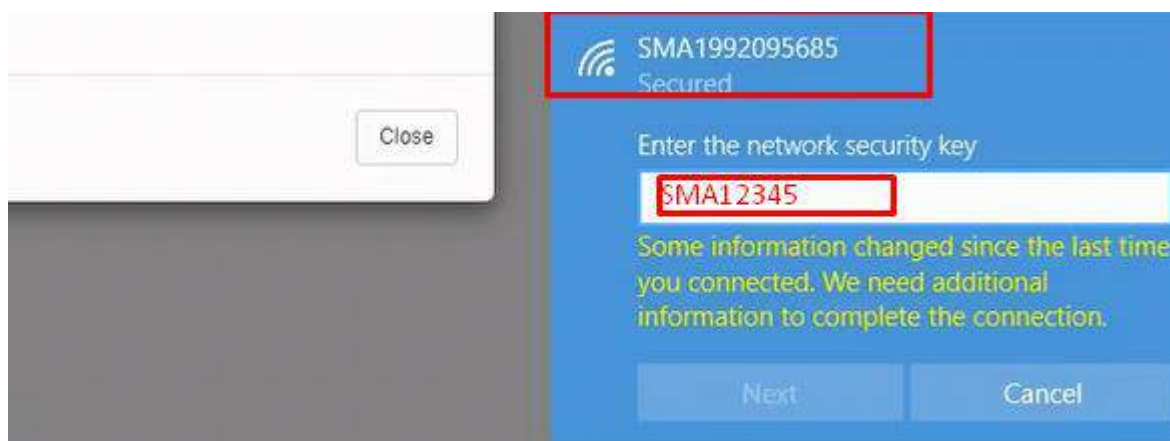 SMA1992095685
Secured
Close
Enter the network security key
SMA12345
Some information changed since the last time
you connected. We need additional
information to complete the connection.
Next
Cancel